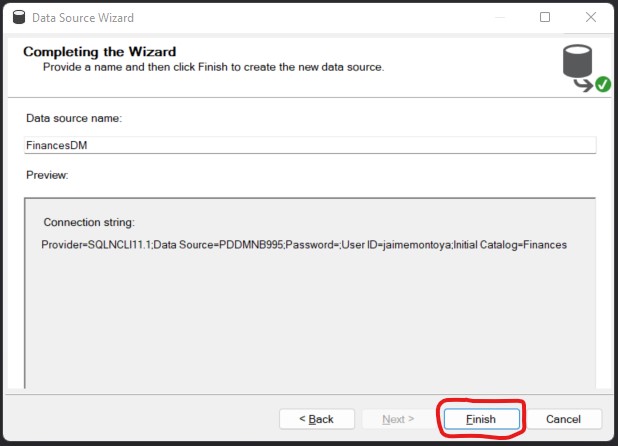 Data Source Wizard
Completing the Wizard
Provide a name and then click Finish to create the new data source.
Data source name:
FinancesDM
Preview:
Connection string:
Provider=SQLNCLI11.1;Data Source=PDDMNB995;Password=;User ID=jaimemontoya;Initial Catalog=Finances
< Back
Next >
Finish
Cancel